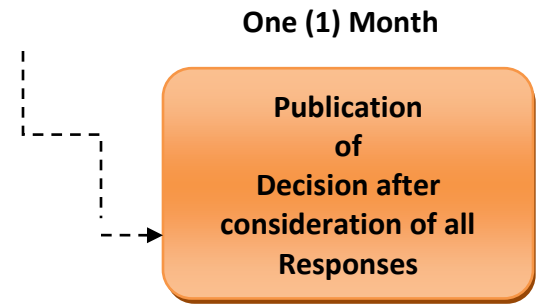 One (1) Month
Publication
of
Decision after
consideration of all
Responses